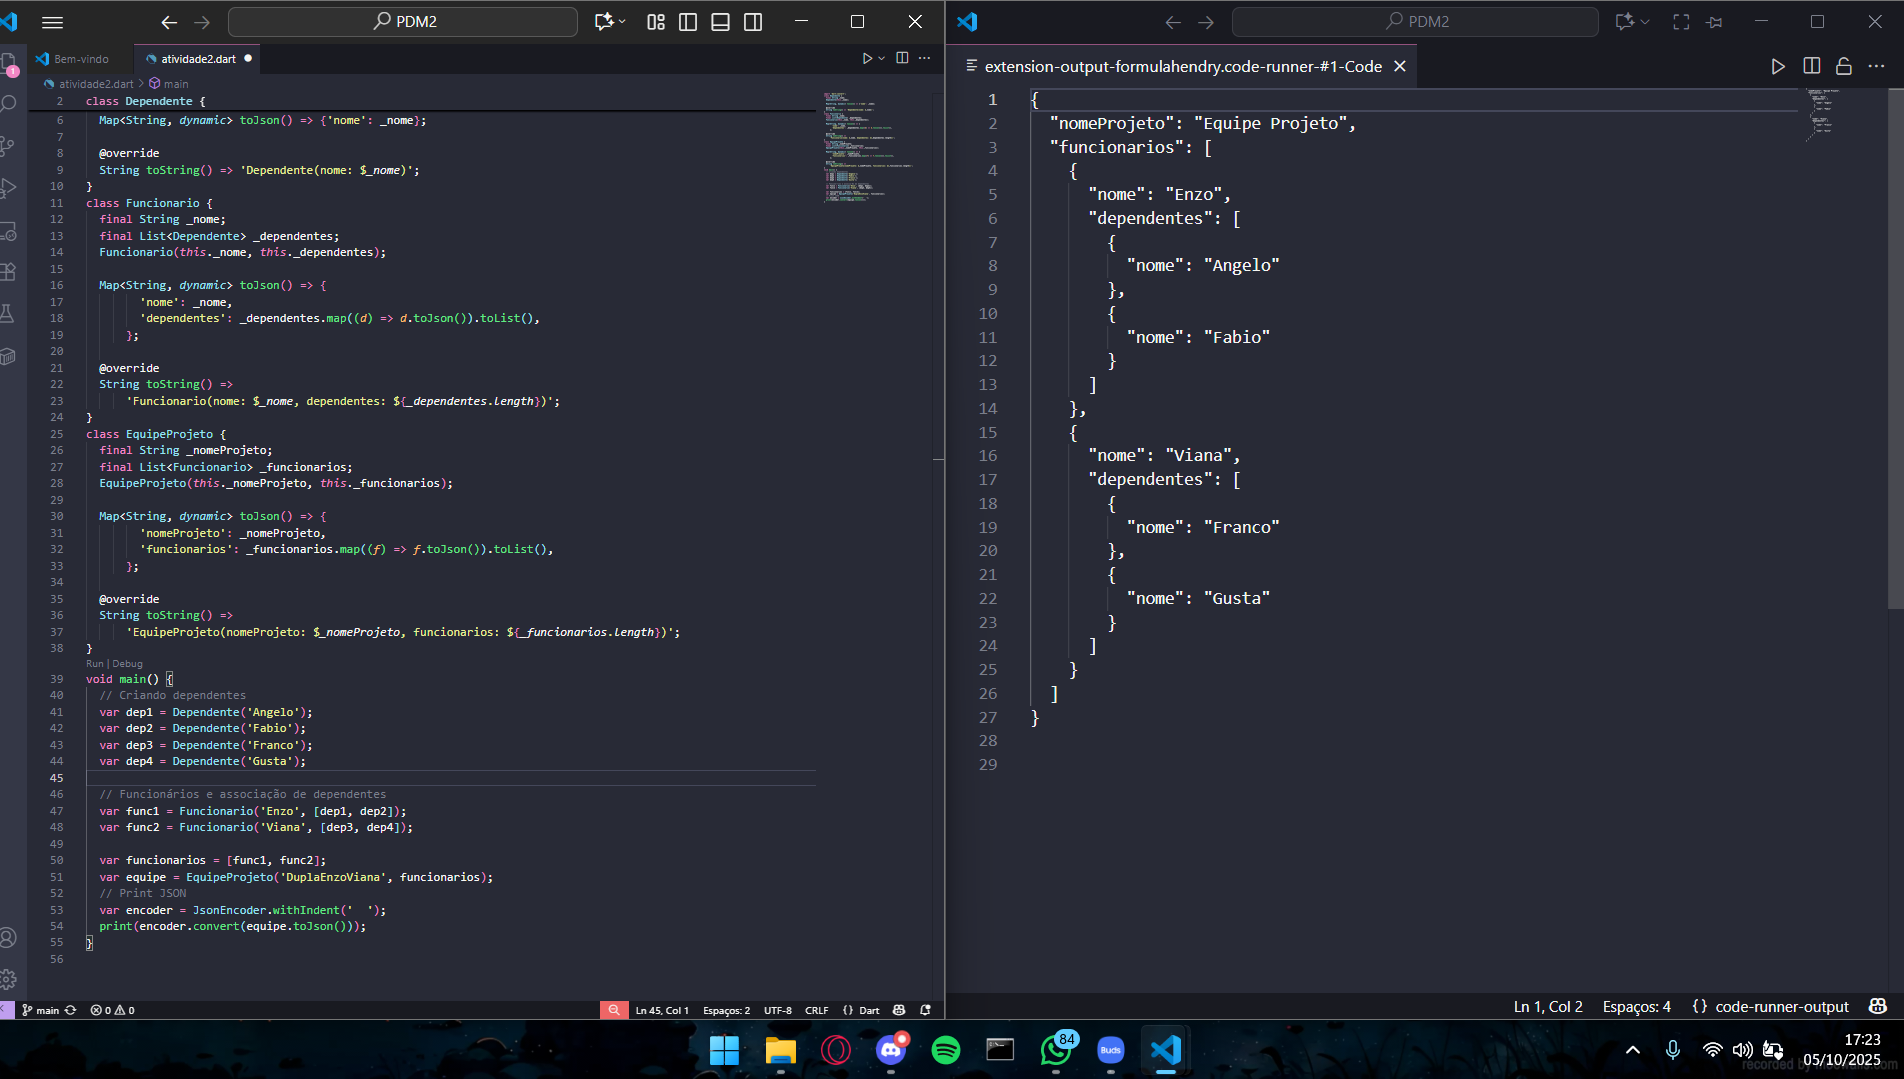 PDM2
Bem-vindo
atividade2.dart
atividade2.dart > main
2 class Dependente {
6 Map<String, dynamic> toJson() => {'nome': _nome};
7
8 @override
9 String toString() => 'Dependente(nome: $_nome)';
10 }
11 class Funcionario {
12 final String _nome;
13 final List<Dependente> _dependentes;
14 Funcionario(this._nome, this._dependentes);
15
16 Map<String, dynamic> toJson() => {
17 'nome': _nome,
18 'dependentes': _dependentes.map((d) => d.toJson()).toList(),
19 };
20
21 @override
22 String toString() =>
23 'Funcionario(nome: $_nome, dependentes: ${_dependentes.length})';
24 }
25 class EquipeProjeto {
26 final String _nomeProjeto;
27 final List<Funcionario> _funcionarios;
28 EquipeProjeto(this._nomeProjeto, this._funcionarios);
29
30 Map<String, dynamic> toJson() => {
31 'nomeProjeto': _nomeProjeto,
32 'funcionarios': _funcionarios.map((f) => f.toJson()).toList(),
33 };
34
35 @override
36 String toString() =>
37 'EquipeProjeto(nomeProjeto: $_nomeProjeto, funcionarios: ${_funcionarios.length})';
38 }
Run | Debug
39 void main() {
40 // Criando dependentes
41 var dep1 = Dependente('Angelo');
42 var dep2 = Dependente('Fabio');
43 var dep3 = Dependente('Franco');
44 var dep4 = Dependente('Gusta');
45
46 // Funcionários e associação de dependentes
47 var func1 = Funcionario('Enzo', [dep1, dep2]);
48 var func2 = Funcionario('Viana', [dep3, dep4]);
49
50 var funcionarios = [func1, func2];
51 var equipe = EquipeProjeto('DuplaEnzoViana', funcionarios);
52 // Print JSON
53 var encoder = JsonEncoder.withIndent('  ');
54 print(encoder.convert(equipe.toJson()));
55 }
56
1
main
0 0
Ln 45, Col 1
Espaços: 2
UTF-8
CRLF
{} Dart
PDM2
extension-output-formulahendry.code-runner-#1-Code
1 {
2 "nomeProjeto": "Equipe Projeto",
3 "funcionarios": [
4 {
5 "nome": "Enzo",
6 "dependentes": [
7 {
8 "nome": "Angelo"
9 },
10 {
11 "nome": "Fabio"
12 }
13 ]
14 },
15 {
16 "nome": "Viana",
17 "dependentes": [
18 {
19 "nome": "Franco"
20 },
21 {
22 "nome": "Gusta"
23 }
24 ]
25 }
26 ]
27 }
28
29
Ln 1, Col 2
Espaços: 4
{} code-runner-output
84
Buds
17:23
05/10/2025